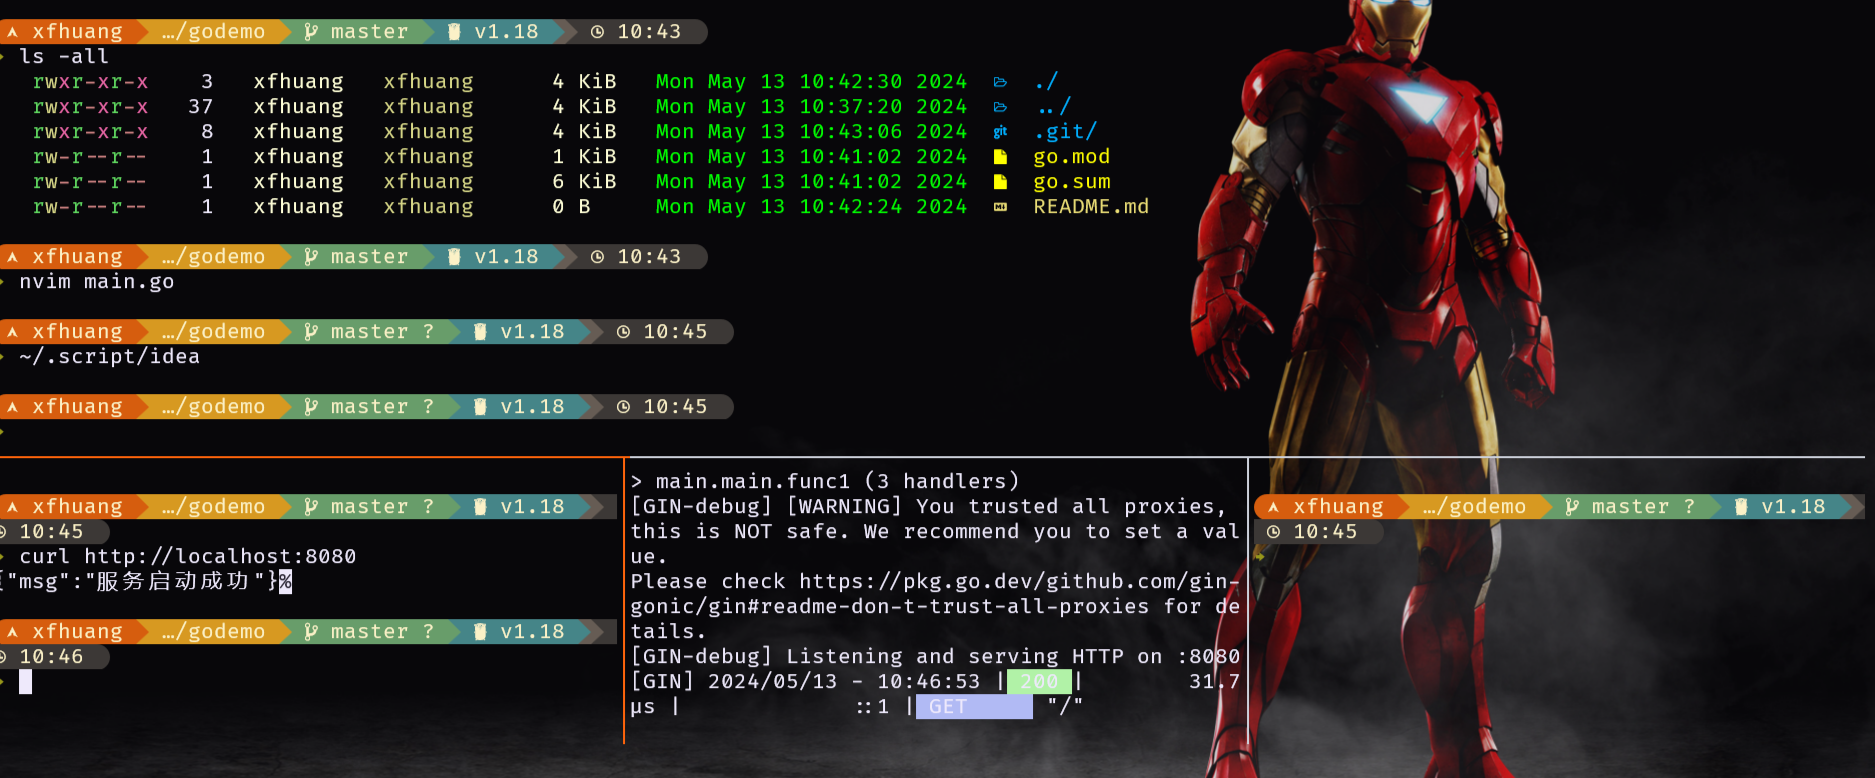 xfhuang …/godemo master v1.18 10:43
ls -all
rwxr-xr-x 3 xfhuang xfhuang 4 KiB Mon May 13 10:42:30 2024 ./
rwxr-xr-x 37 xfhuang xfhuang 4 KiB Mon May 13 10:37:20 2024 ../
rwxr-xr-x 8 xfhuang xfhuang 4 KiB Mon May 13 10:43:06 2024 git .git/
rw-r--r-- 1 xfhuang xfhuang 1 KiB Mon May 13 10:41:02 2024 go.mod
rw-r--r-- 1 xfhuang xfhuang 6 KiB Mon May 13 10:41:02 2024 go.sum
rw-r--r-- 1 xfhuang xfhuang 0 B Mon May 13 10:42:24 2024 README.md
xfhuang …/godemo master v1.18 10:43
nvim main.go
xfhuang …/godemo master ? v1.18 10:45
~/.script/idea
xfhuang …/godemo master ? v1.18 10:45
xfhuang …/godemo master ? v1.18
10:45
curl http://localhost:8080
{"msg":"服务启动成功"}%
xfhuang …/godemo master ? v1.18
10:46
> main.main.func1 (3 handlers)
[GIN-debug] [WARNING] You trusted all proxies,
this is NOT safe. We recommend you to set a val
ue.
Please check https://pkg.go.dev/github.com/gin-
gonic/gin#readme-don-t-trust-all-proxies for de
tails.
[GIN-debug] Listening and serving HTTP on :8080
[GIN] 2024/05/13 - 10:46:53 | 200 | 31.7
µs | ::1 | GET "/"
xfhuang …/godemo master ? v1.18
10:45